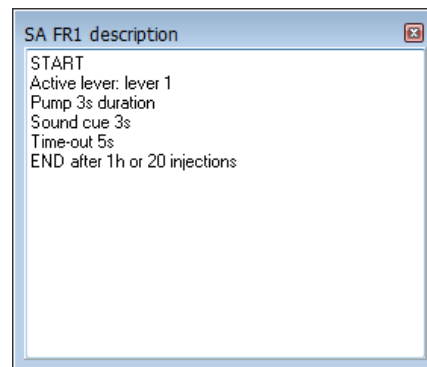 SA FR1 description
START
Active lever: lever 1
Pump 3s duration
Sound cue 3s
Time-out 5s
END after 1h or 20 injections